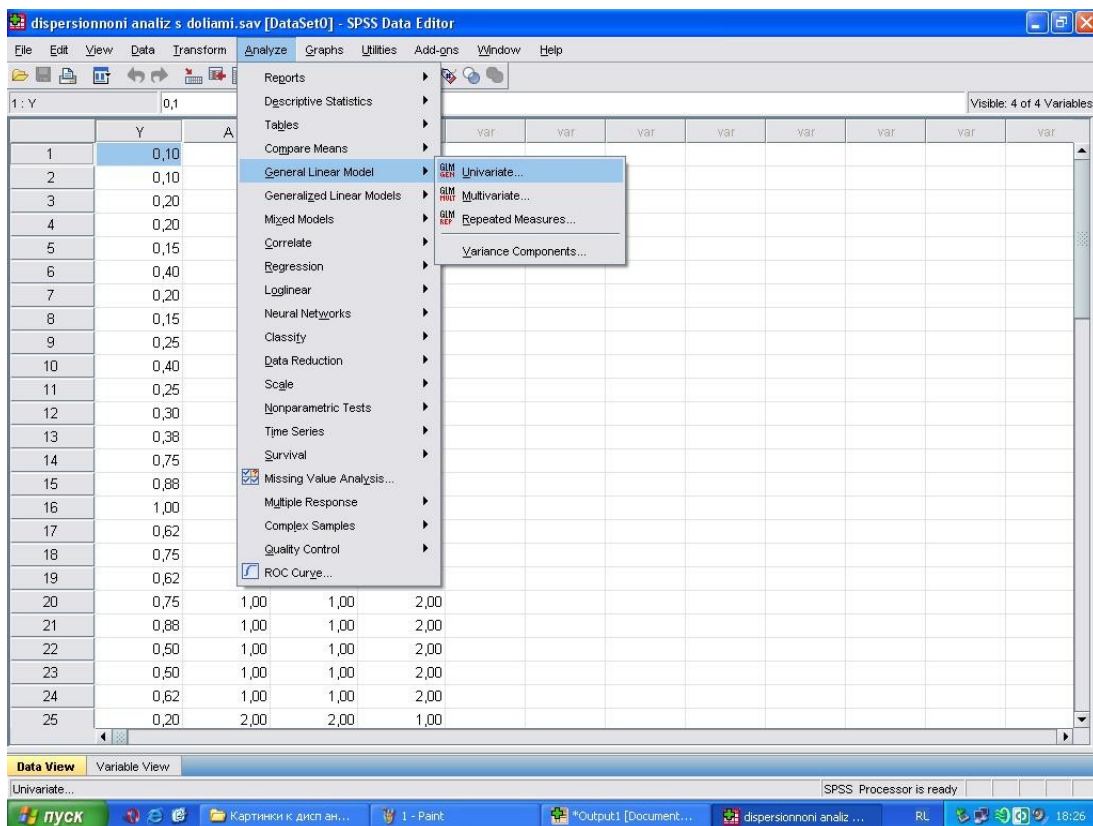 dispersionnoni analiz s doliami.sav [DataSet0] - SPSS Data Editor
File Edit View Data Transform Analyze Graphs Utilities Add-ons Window Help
1 : Y 0,1 Visible: 4 of 4 Variables
Y A var var var var var var var var
1 0,10
2 0,10
3 0,20
4 0,20
5 0,15
6 0,40
7 0,20
8 0,15
9 0,25
10 0,40
11 0,25
12 0,30
13 0,38
14 0,75
15 0,88
16 1,00
17 0,62
18 0,75
19 0,62
20 0,75 1,00 1,00 2,00
21 0,88 1,00 1,00 2,00
22 0,50 1,00 1,00 2,00
23 0,50 1,00 1,00 2,00
24 0,62 1,00 1,00 2,00
25 0,20 2,00 2,00 1,00
Reports
Descriptive Statistics
Tables
Compare Means
General Linear Model
Generalized Linear Models
Mixed Models
Correlate
Regression
Loglinear
Neural Networks
Classify
Data Reduction
Scale
Nonparametric Tests
Time Series
Survival
Missing Value Analysis...
Multiple Response
Complex Samples
Quality Control
ROC Curve...
GLM GEN Univariate...
GLM MULT Multivariate...
GLM REP Repeated Measures...
Variance Components...
Data View Variable View
Univariate... SPSS Processor is ready
пуск Картинки к дисп ан... 1 - Paint *Output1 [Document... dispersionnoni analiz ... RL 18:26